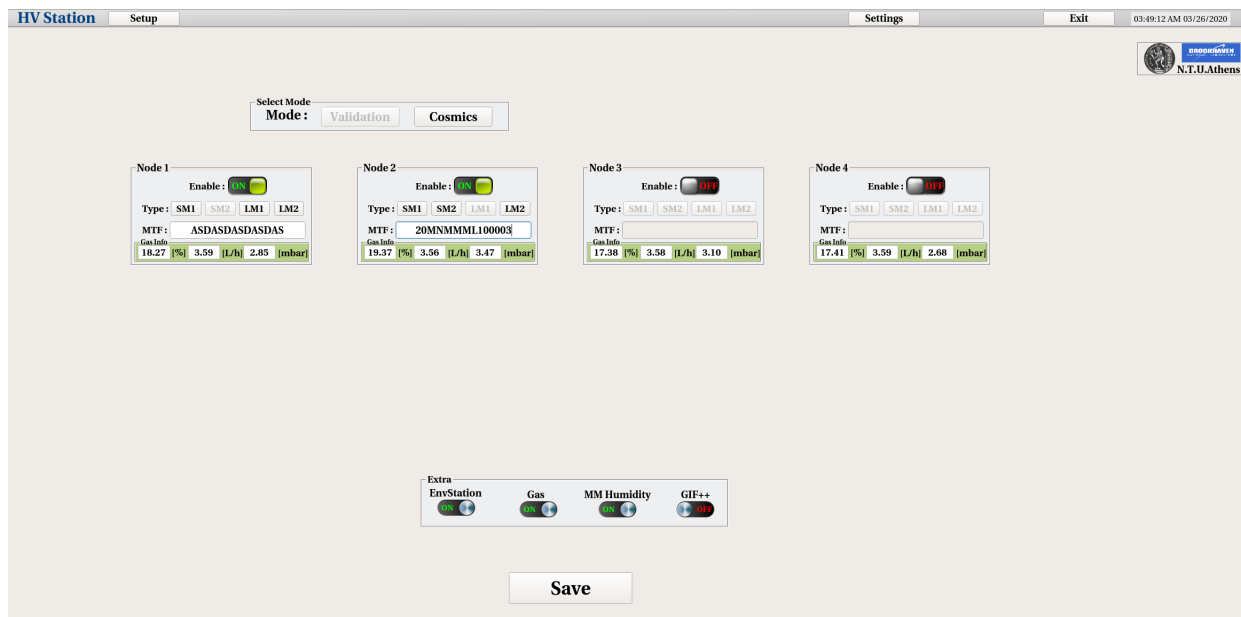 HV Station Setup Settings Exit 03:49:12 AM 03/26/2020
BROOKHAVEN
N.T.U.Athens
Select Mode
Mode : Validation Cosmics
Node 1
Enable : ON
Type : SM1 SM2 LM1 LM2
MTF : ASDASDASDASDAS
Gas Info
18.27 [%] 3.59 [L/h] 2.85 [mbar]
Node 2
Enable : ON
Type : SM1 SM2 LM1 LM2
MTF : 20MNMMML100003
Gas Info
19.37 [%] 3.56 [L/h] 3.47 [mbar]
Node 3
Enable : OFF
Type : SM1 SM2 LM1 LM2
MTF :
Gas Info
17.38 [%] 3.58 [L/h] 3.10 [mbar]
Node 4
Enable : OFF
Type : SM1 SM2 LM1 LM2
MTF :
Gas Info
17.41 [%] 3.59 [L/h] 2.68 [mbar]
Extra
EnvStation Gas MM Humidity GIF++
ON ON ON OFF
Save